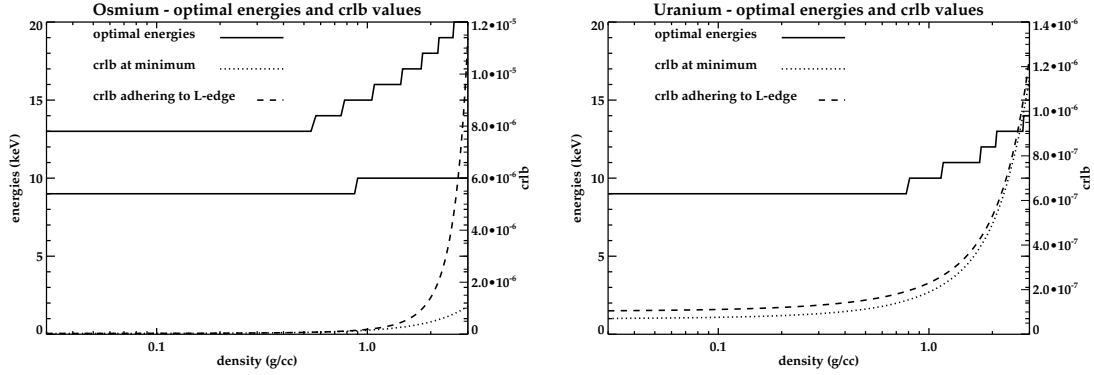 Osmium - optimal energies and crlb values
optimal energies
crlb at minimum
crlb adhering to L-edge
energies (keV)
20
15
10
5
0
1.2•10-5
1.0•10-5
8.0•10-6
6.0•10-6
4.0•10-6
2.0•10-6
0
crlb
0.1
1.0
density (g/cc)
Uranium - optimal energies and crlb values
optimal energies
crlb at minimum
crlb adhering to L-edge
energies (keV)
20
15
10
5
0
1.4•10-6
1.2•10-6
1.0•10-6
8.0•10-7
6.0•10-7
4.0•10-7
2.0•10-7
0
crlb
0.1
1.0
density (g/cc)